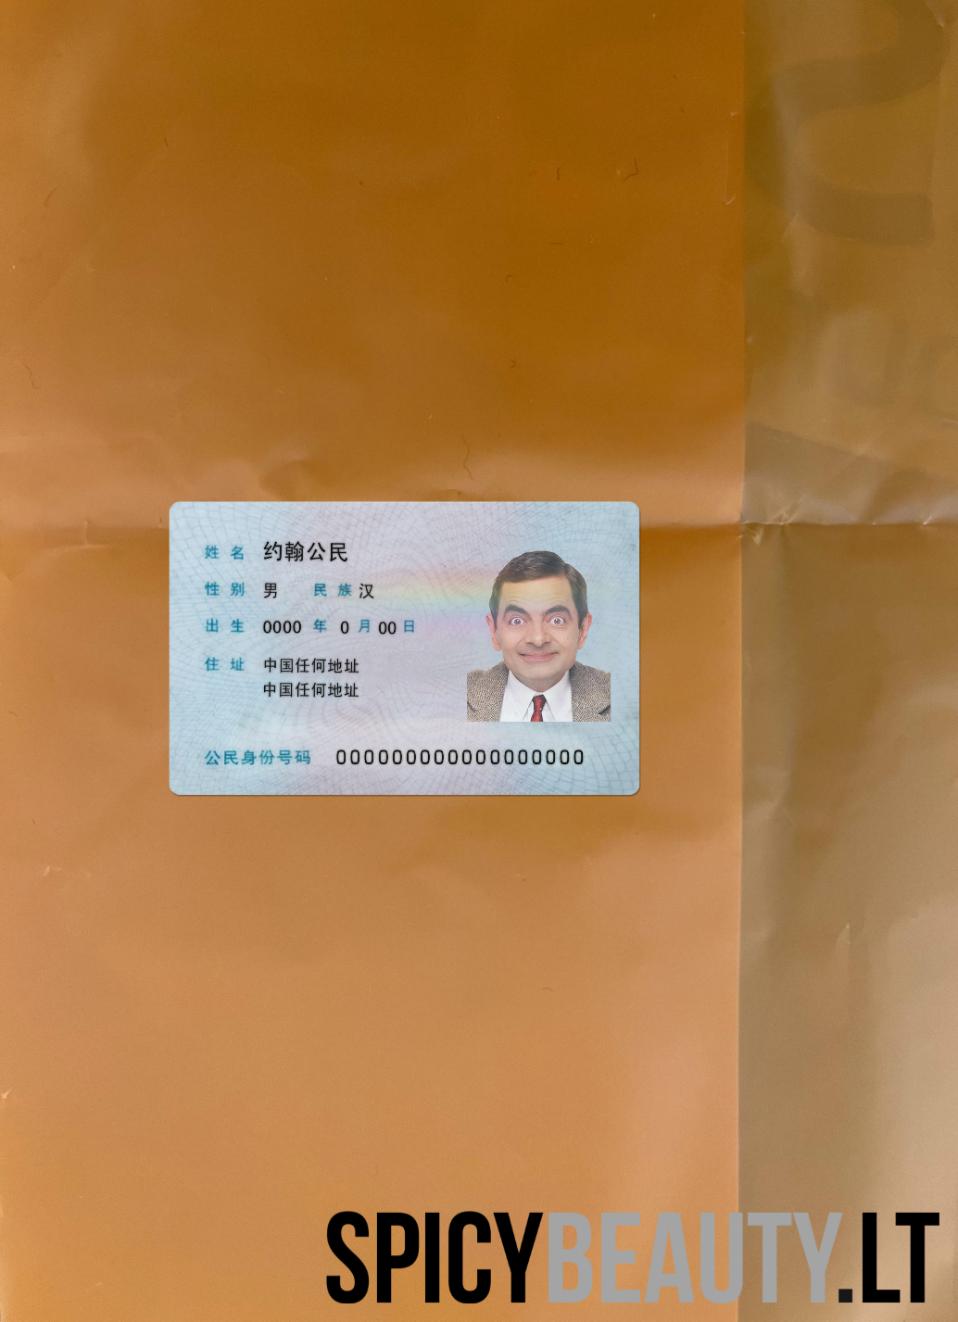 姓名 约翰公民
性别 男 民族 汉
出生 0000 年 0 月 00 日
住址 中国任何地址
中国任何地址
公民身份号码 000000000000000000
SPICYBEAUTY.LT